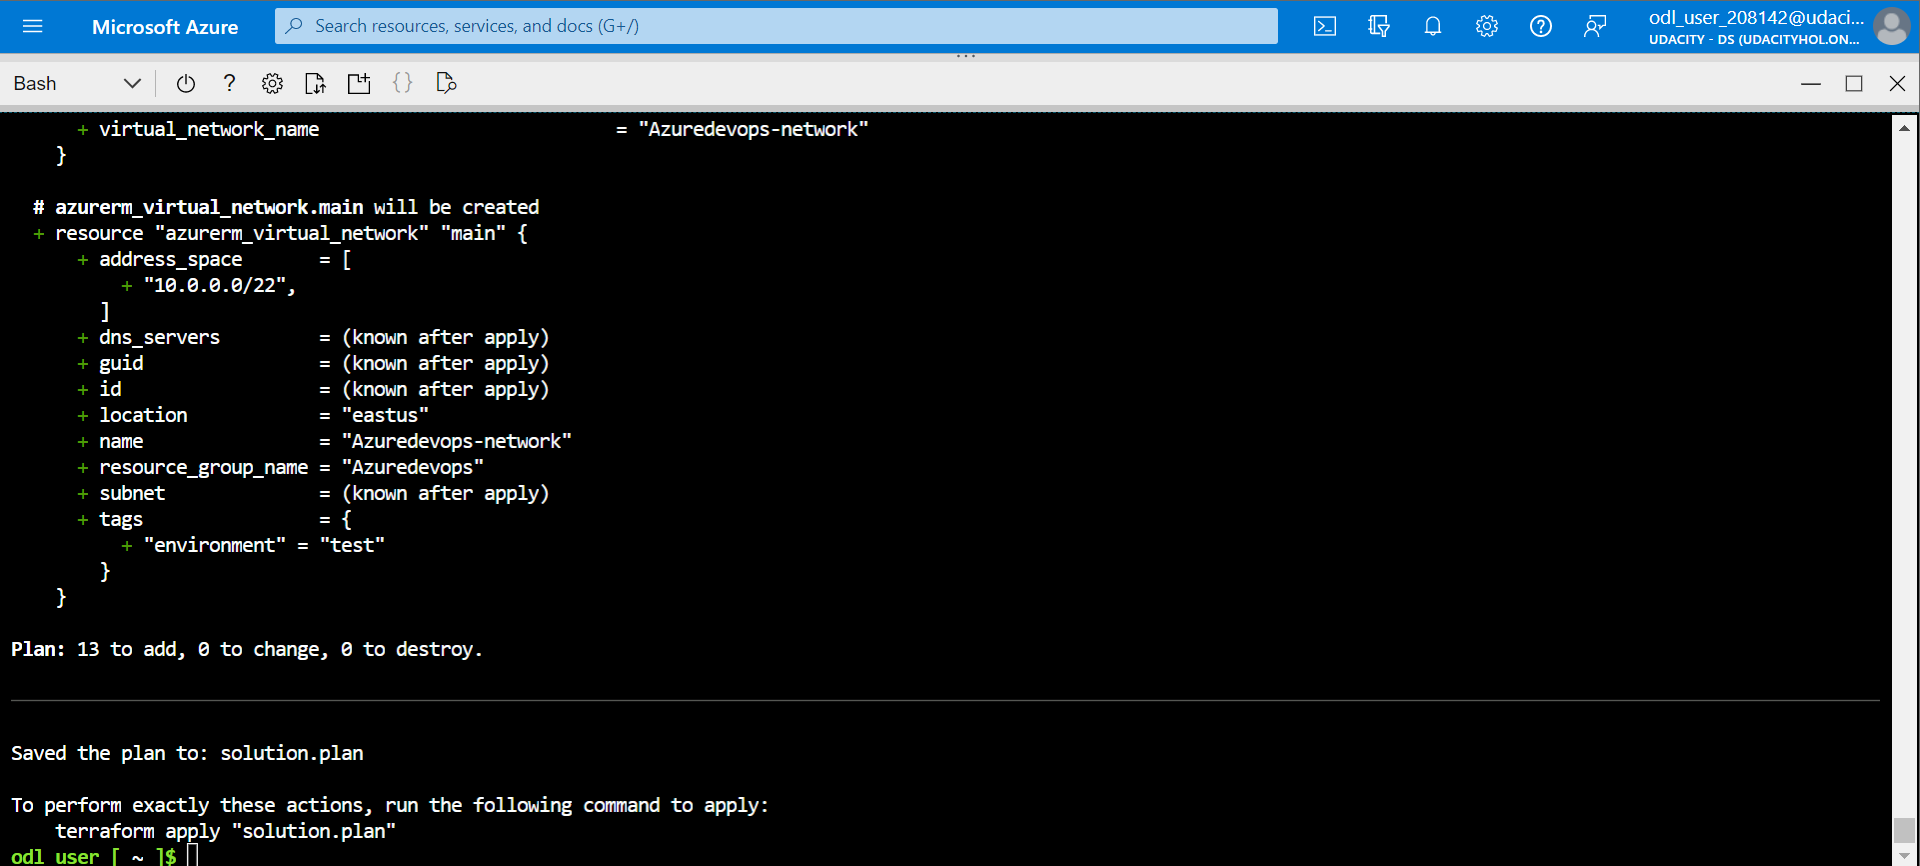 Microsoft Azure
Search resources, services, and docs (G+/)
odl_user_208142@udaci...
UDACITY - DS (UDACITYHOL.ON...
Bash
+ virtual_network_name = "Azuredevops-network"
}
# azurerm_virtual_network.main will be created
+ resource "azurerm_virtual_network" "main" {
+ address_space = [
+ "10.0.0.0/22",
]
+ dns_servers = (known after apply)
+ guid = (known after apply)
+ id = (known after apply)
+ location = "eastus"
+ name = "Azuredevops-network"
+ resource_group_name = "Azuredevops"
+ subnet = (known after apply)
+ tags = {
+ "environment" = "test"
}
}
Plan: 13 to add, 0 to change, 0 to destroy.
Saved the plan to: solution.plan
To perform exactly these actions, run the following command to apply:
terraform apply "solution.plan"
odl_user [ ~ ]$